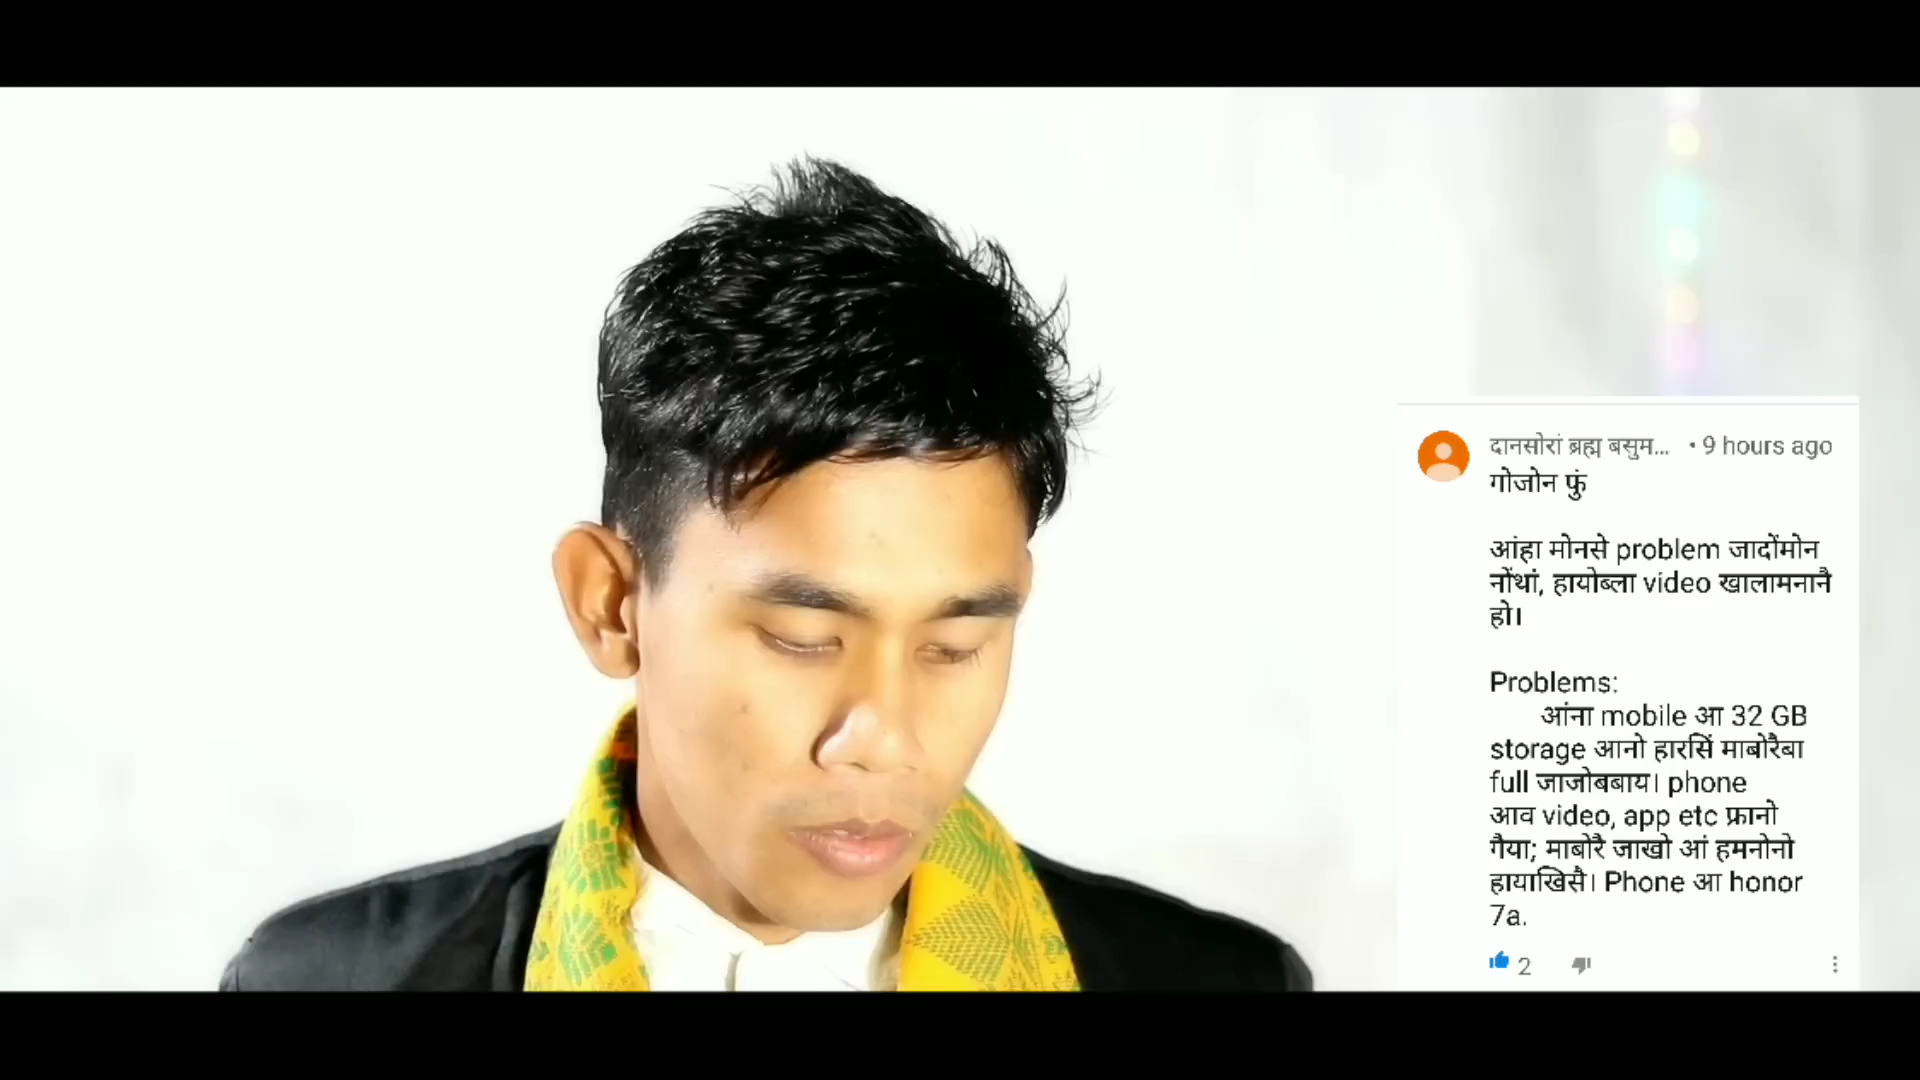 दानसोरां ब्रह्म बसुम... • 9 hours ago
गोजोन फुं
आंहा मोनसे problem जादोंमोन
नोंथां, हायोब्ला video खालामनानै
हो।
Problems:
आंना mobile आ 32 GB
storage आनो हारसिं माबोरैबा
full जाजोबबाय। phone
आव video, app etc फ्रानो
गैया; माबोरै जाखो आं हमनोनो
हायाखिसै। Phone आ honor
7a.
2